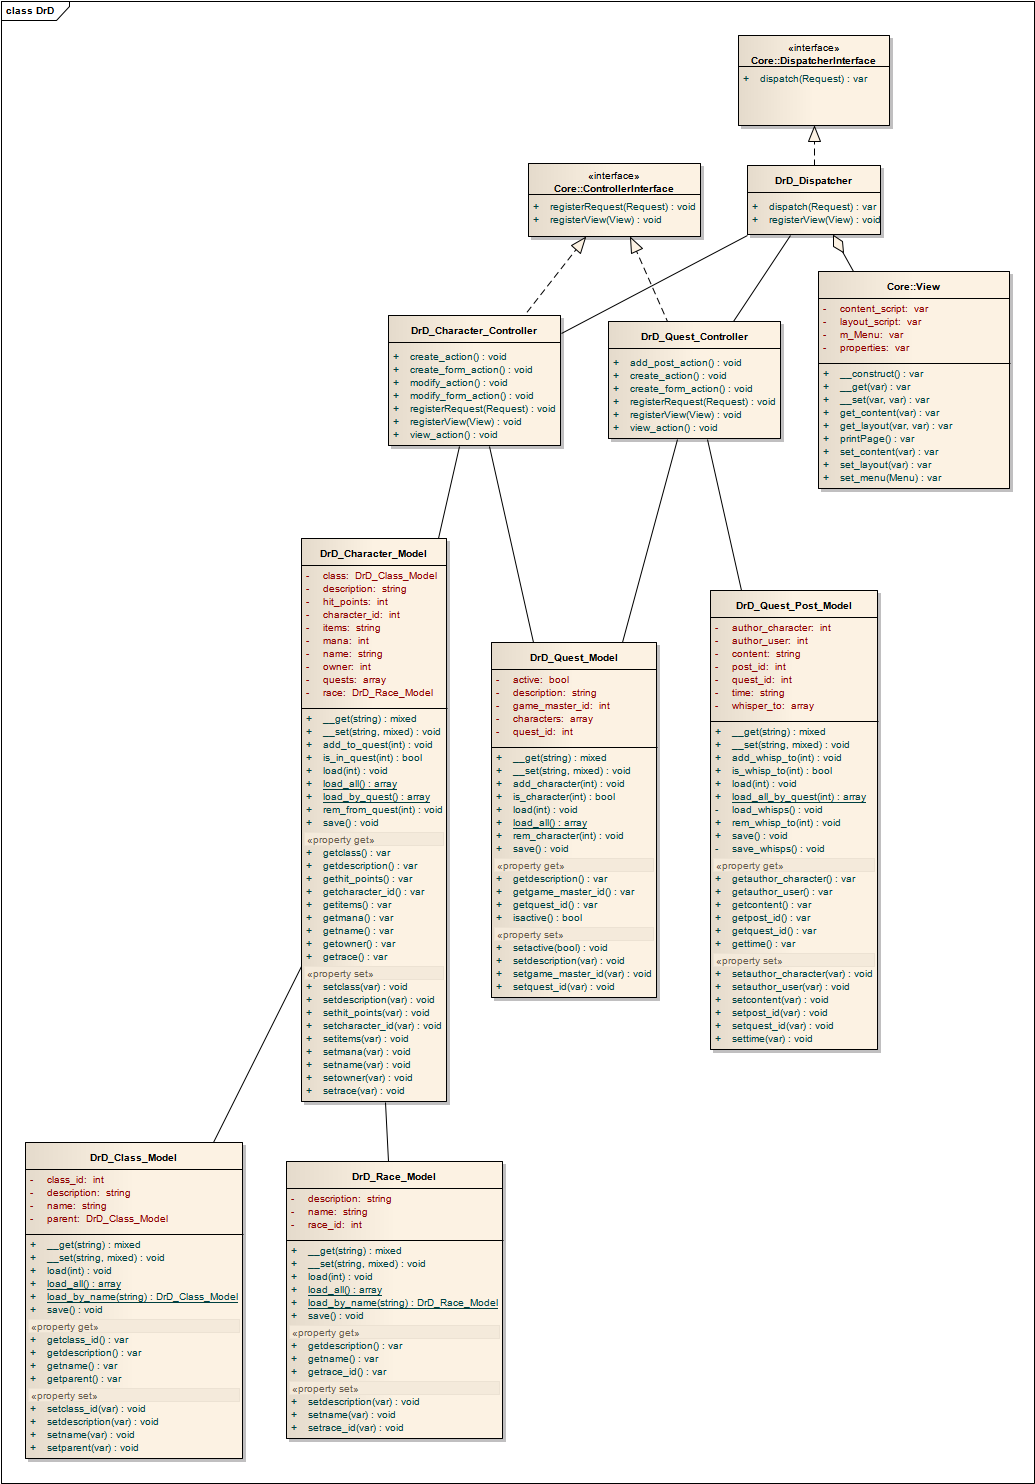 class DrD
«interface»
Core::DispatcherInterface
+ dispatch(Request) : var
«interface»
Core::ControllerInterface
+ registerRequest(Request) : void
+ registerView(View) : void
DrD_Dispatcher
+ dispatch(Request) : var
+ registerView(View) : void
Core::View
- content_script: var
- layout_script: var
- m_Menu: var
- properties: var
+ __construct() : var
+ __get(var) : var
+ __set(var, var) : var
+ get_content(var) : var
+ get_layout(var, var) : var
+ printPage() : var
+ set_content(var) : var
+ set_layout(var) : var
+ set_menu(Menu) : var
DrD_Character_Controller
+ create_action() : void
+ create_form_action() : void
+ modify_action() : void
+ modify_form_action() : void
+ registerRequest(Request) : void
+ registerView(View) : void
+ view_action() : void
DrD_Quest_Controller
+ add_post_action() : void
+ create_action() : void
+ create_form_action() : void
+ registerRequest(Request) : void
+ registerView(View) : void
+ view_action() : void
DrD_Character_Model
- class: DrD_Class_Model
- description: string
- hit_points: int
- character_id: int
- items: string
- mana: int
- name: string
- owner: int
- quests: array
- race: DrD_Race_Model
+ __get(string) : mixed
+ __set(string, mixed) : void
+ add_to_quest(int) : void
+ is_in_quest(int) : bool
+ load(int) : void
+ load_all() : array
+ load_by_quest() : array
+ rem_from_quest(int) : void
+ save() : void
«property get»
+ getclass() : var
+ getdescription() : var
+ gethit_points() : var
+ getcharacter_id() : var
+ getitems() : var
+ getmana() : var
+ getname() : var
+ getowner() : var
+ getrace() : var
«property set»
+ setclass(var) : void
+ setdescription(var) : void
+ sethit_points(var) : void
+ setcharacter_id(var) : void
+ setitems(var) : void
+ setmana(var) : void
+ setname(var) : void
+ setowner(var) : void
+ setrace(var) : void
DrD_Quest_Model
- active: bool
- description: string
- game_master_id: int
- characters: array
- quest_id: int
+ __get(string) : mixed
+ __set(string, mixed) : void
+ add_character(int) : void
+ is_character(int) : bool
+ load(int) : void
+ load_all() : array
+ rem_character(int) : void
+ save() : void
«property get»
+ getdescription() : var
+ getgame_master_id() : var
+ getquest_id() : var
+ isactive() : bool
«property set»
+ setactive(bool) : void
+ setdescription(var) : void
+ setgame_master_id(var) : void
+ setquest_id(var) : void
DrD_Quest_Post_Model
- author_character: int
- author_user: int
- content: string
- post_id: int
- quest_id: int
- time: string
- whisper_to: array
+ __get(string) : mixed
+ __set(string, mixed) : void
+ add_whisp_to(int) : void
+ is_whisp_to(int) : bool
+ load(int) : void
+ load_all_by_quest(int) : array
- load_whisps() : void
+ rem_whisp_to(int) : void
+ save() : void
- save_whisps() : void
«property get»
+ getauthor_character() : var
+ getauthor_user() : var
+ getcontent() : var
+ getpost_id() : var
+ getquest_id() : var
+ gettime() : var
«property set»
+ setauthor_character(var) : void
+ setauthor_user(var) : void
+ setcontent(var) : void
+ setpost_id(var) : void
+ setquest_id(var) : void
+ settime(var) : void
DrD_Class_Model
- class_id: int
- description: string
- name: string
- parent: DrD_Class_Model
+ __get(string) : mixed
+ __set(string, mixed) : void
+ load(int) : void
+ load_all() : array
+ load_by_name(string) : DrD_Class_Model
+ save() : void
«property get»
+ getclass_id() : var
+ getdescription() : var
+ getname() : var
+ getparent() : var
«property set»
+ setclass_id(var) : void
+ setdescription(var) : void
+ setname(var) : void
+ setparent(var) : void
DrD_Race_Model
- description: string
- name: string
- race_id: int
+ __get(string) : mixed
+ __set(string, mixed) : void
+ load(int) : void
+ load_all() : array
+ load_by_name(string) : DrD_Race_Model
+ save() : void
«property get»
+ getdescription() : var
+ getname() : var
+ getrace_id() : var
«property set»
+ setdescription(var) : void
+ setname(var) : void
+ setrace_id(var) : void